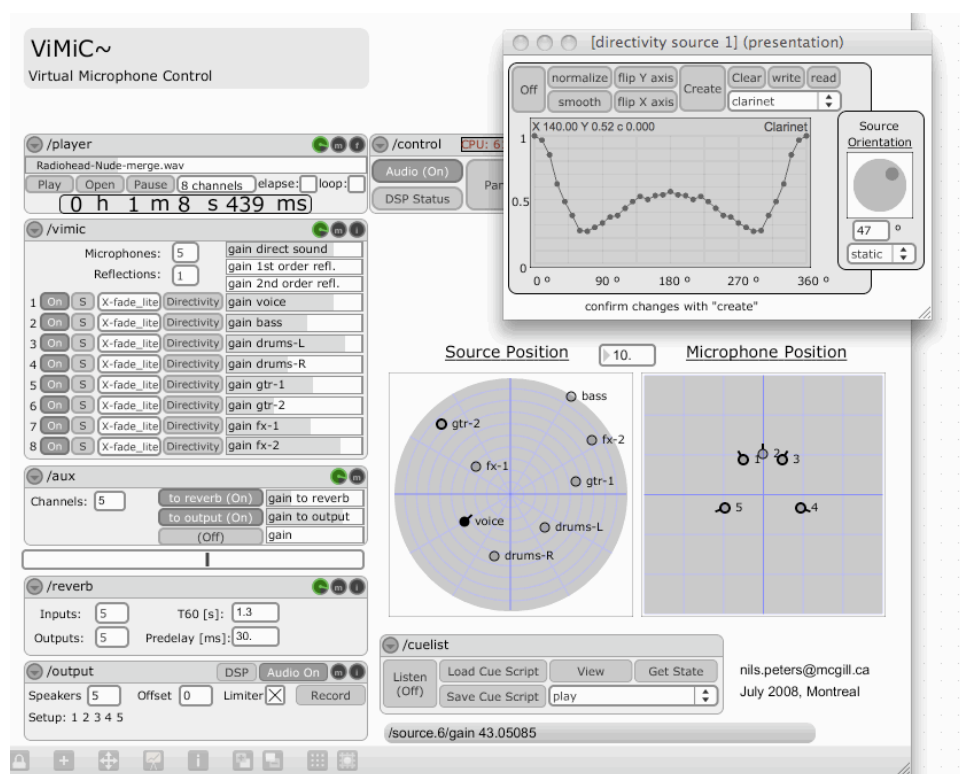 ViMiC~
Virtual Microphone Control
[directivity source 1] (presentation)
Off
normalize
flip Y axis
Create
Clear
write
read
smooth
flip X axis
clarinet
X 140.00 Y 0.52 c 0.000
Clarinet
1
0.5
0
0 °
90 °
180 °
270 °
360 °
confirm changes with "create"
Source
Orientation
47 °
static
/player
m
f
Radiohead-Nude-merge.wav
Play
Open
Pause
8 channels
elapse:
loop:
0 h 1 m 8 s 439 ms
/control
CPU: 6
Audio (On)
DSP Status
Par
/vimic
m
i
Microphones: 5
Reflections: 1
gain direct sound
gain 1st order refl.
gain 2nd order refl.
1 On S X-fade_lite Directivity gain voice
2 On S X-fade_lite Directivity gain bass
3 On S X-fade_lite Directivity gain drums-L
4 On S X-fade_lite Directivity gain drums-R
5 On S X-fade_lite Directivity gain gtr-1
6 On S X-fade_lite Directivity gain gtr-2
7 On S X-fade_lite Directivity gain fx-1
8 On S X-fade_lite Directivity gain fx-2
/aux
m
Channels: 5
to reverb (On) gain to reverb
to output (On) gain to output
(Off) gain
/reverb
m
i
Inputs: 5
T60 [s]: 1.3
Outputs: 5
Predelay [ms]: 30.
/output
DSP
Audio On
m
i
Speakers 5
Offset 0
Limiter
Record
Setup: 1 2 3 4 5
Source Position
10.
Microphone Position
bass
gtr-2
fx-2
fx-1
gtr-1
voice
drums-L
drums-R
1
2
3
5
4
/cuelist
Listen
(Off)
Load Cue Script
View
Get State
Save Cue Script
play
/source.6/gain 43.05085
nils.peters@mcgill.ca
July 2008, Montreal